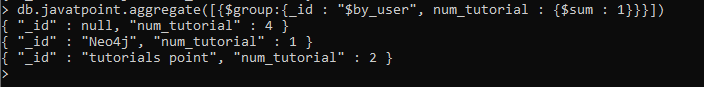 > db.javatpoint.aggregate([{$group:{_id : "$by_user", num_tutorial : {$sum : 1}}}])
{ "_id" : null, "num_tutorial" : 4 }
{ "_id" : "Neo4j", "num_tutorial" : 1 }
{ "_id" : "tutorials point", "num_tutorial" : 2 }
>